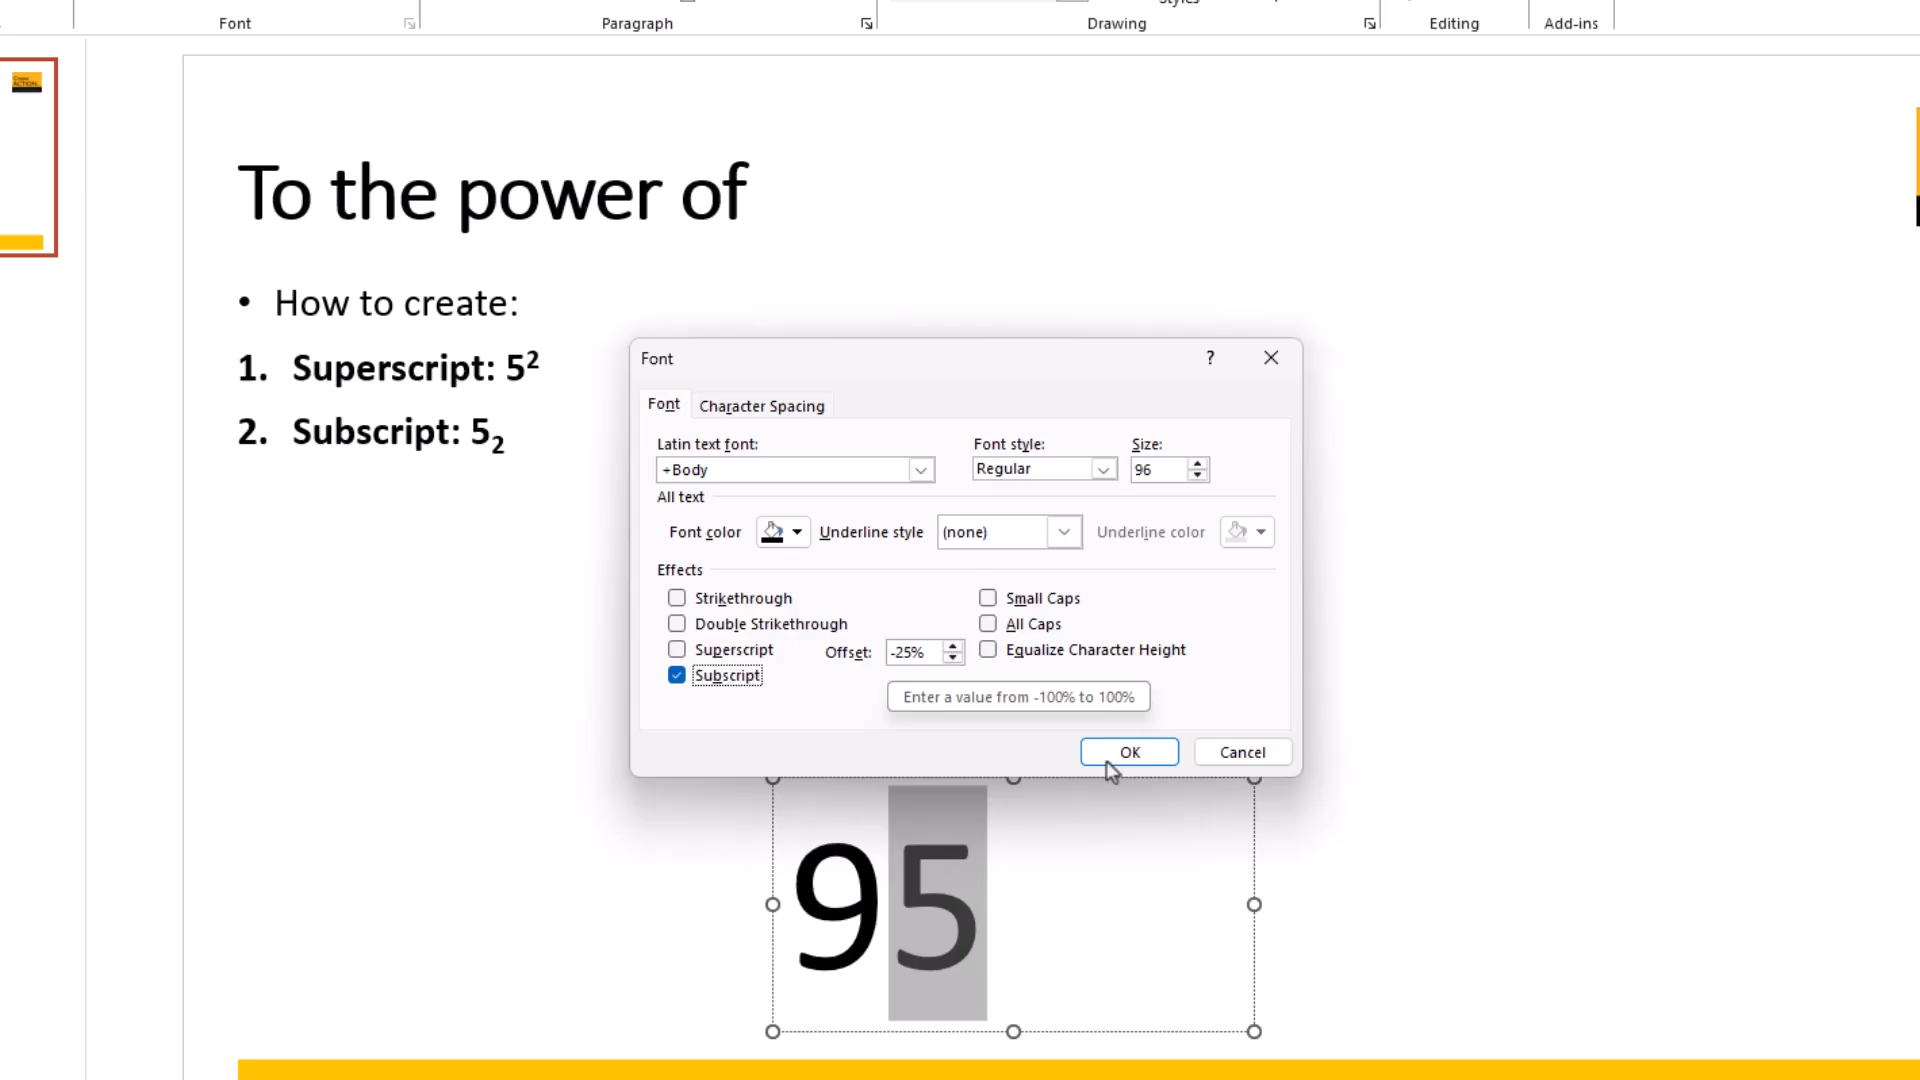 Font
Paragraph
Drawing
Editing
Add-ins
To the power of
• How to create:
1. Superscript: 5²
2. Subscript: 5₂
Font
?
Font
Character Spacing
Latin text font:
Font style:
Size:
+Body
Regular
96
All text
Font color
Underline style
(none)
Underline color
Effects
Strikethrough
Small Caps
Double Strikethrough
All Caps
Superscript
Offset:
-25%
Equalize Character Height
Subscript
Enter a value from -100% to 100%
OK
Cancel
95